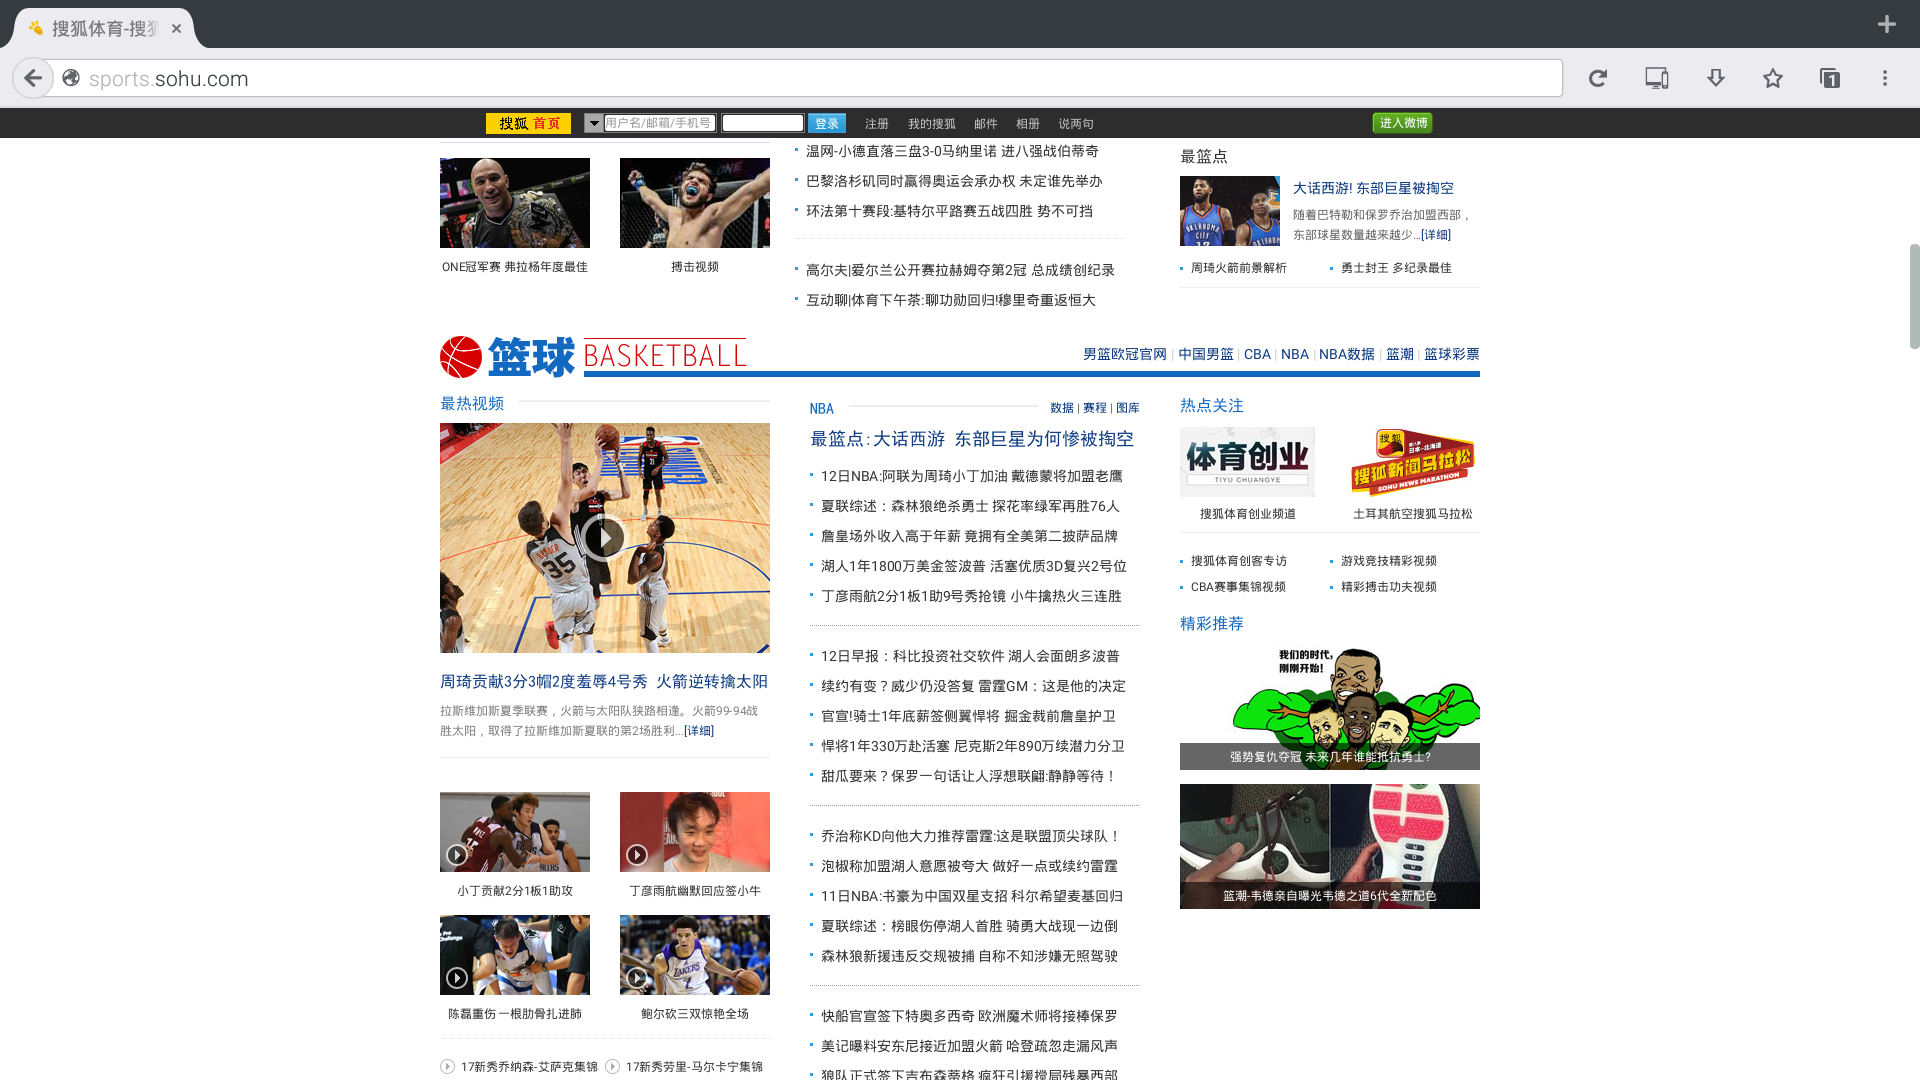 搜狐体育-搜狐
sports.sohu.com
1
搜狐 首页
用户名/邮箱/手机号
登录
注册
我的搜狐
邮件
相册
说两句
进入微博
ONE冠军赛 弗拉杨年度最佳
搏击视频
温网-小德直落三盘3-0马纳里诺 进八强战伯蒂奇
巴黎洛杉矶同时赢得奥运会承办权 未定谁先举办
环法第十赛段:基特尔平路赛五战四胜 势不可挡
高尔夫|爱尔兰公开赛拉赫姆夺第2冠 总成绩创纪录
互动聊|体育下午茶:聊功勋回归!穆里奇重返恒大
最篮点
大话西游! 东部巨星被掏空
随着巴特勒和保罗乔治加盟西部，
东部球星数量越来越少...[详细]
周琦火箭前景解析
勇士封王 多纪录最佳
篮球 BASKETBALL
男篮欧冠官网 | 中国男篮 | CBA | NBA | NBA数据 | 篮潮 | 篮球彩票
最热视频
35
周琦贡献3分3帽2度羞辱4号秀 火箭逆转擒太阳
拉斯维加斯夏季联赛，火箭与太阳队狭路相逢。火箭99-94战
胜太阳，取得了拉斯维加斯夏联的第2场胜利...[详细]
小丁贡献2分1板1助攻
丁彦雨航幽默回应签小牛
陈磊重伤 一根肋骨扎进肺
鲍尔砍三双惊艳全场
17新秀乔纳森-艾萨克集锦
17新秀劳里-马尔卡宁集锦
NBA
数据 | 赛程 | 图库
最篮点:大话西游 东部巨星为何惨被掏空
12日NBA:阿联为周琦小丁加油 戴德蒙将加盟老鹰
夏联综述：森林狼绝杀勇士 探花率绿军再胜76人
詹皇场外收入高于年薪 竟拥有全美第二披萨品牌
湖人1年1800万美金签波普 活塞优质3D复兴2号位
丁彦雨航2分1板1助9号秀抢镜 小牛擒热火三连胜
12日早报：科比投资社交软件 湖人会面朗多波普
续约有变？威少仍没答复 雷霆GM：这是他的决定
官宣!骑士1年底薪签侧翼悍将 掘金裁前詹皇护卫
悍将1年330万赴活塞 尼克斯2年890万续潜力分卫
甜瓜要来？保罗一句话让人浮想联翩:静静等待！
乔治称KD向他大力推荐雷霆:这是联盟顶尖球队！
泡椒称加盟湖人意愿被夸大 做好一点或续约雷霆
11日NBA:书豪为中国双星支招 科尔希望麦基回归
夏联综述：榜眼伤停湖人首胜 骑勇大战现一边倒
森林狼新援违反交规被捕 自称不知涉嫌无照驾驶
快船官宣签下特奥多西奇 欧洲魔术师将接棒保罗
美记曝料安东尼接近加盟火箭 哈登疏忽走漏风声
狼队正式签下吉布森蒂格 疯狂引援搅局残暴西部
热点关注
体育创业
TIYU CHUANGYE
搜狐
日本·北海道
搜狐新闻马拉松
SOHU NEWS MARATHON
搜狐体育创业频道
土耳其航空搜狐马拉松
搜狐体育创客专访
游戏竞技精彩视频
CBA赛事集锦视频
精彩搏击功夫视频
精彩推荐
我们的时代,
刚刚开始!
强势复仇夺冠 未来几年谁能抵抗勇士?
篮潮-韦德亲自曝光韦德之道6代全新配色